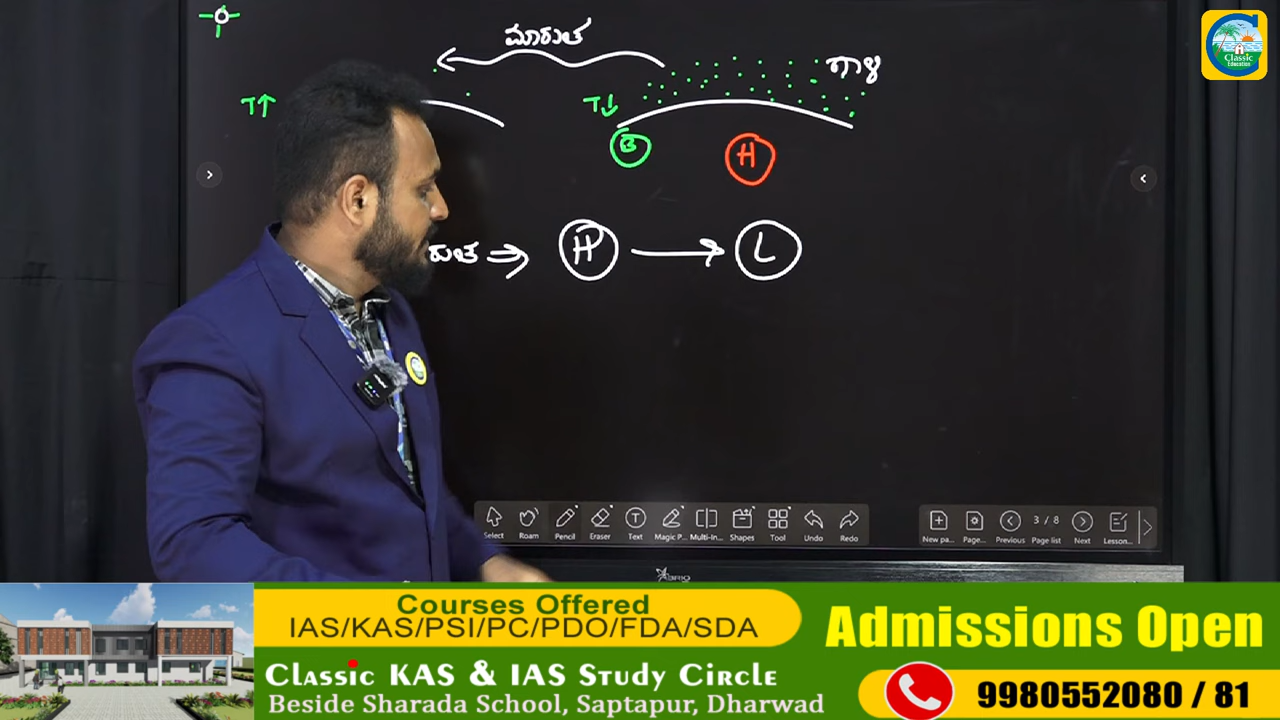 ಮಾರುತ
ಗಾಳಿ
Classic
Education
T↑
T↓
B
H
ರುತ ⇒ H → L
Select
Roam
Pencil
Eraser
Text
Magic P...
Multi-in...
Shapes
Tool
Undo
Redo
New pa...
Page...
Previous
3 / 8
Page list
Next
Lesson...
Courses Offered
IAS/KAS/PSI/PC/PDO/FDA/SDA
Classic KAS & IAS Study Circle
Beside Sharada School, Saptapur, Dharwad
Admissions Open
9980552080 / 81